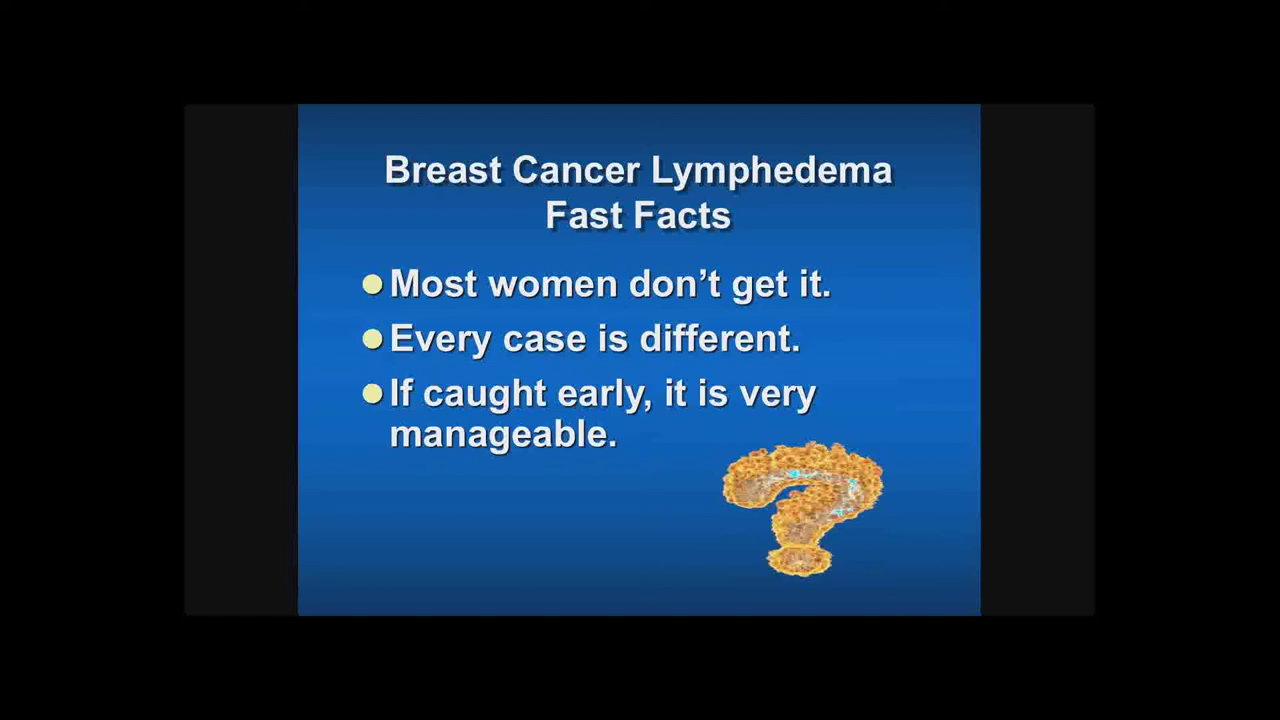 Breast Cancer Lymphedema
Fast Facts
Most women don’t get it.
Every case is different.
If caught early, it is very
manageable.